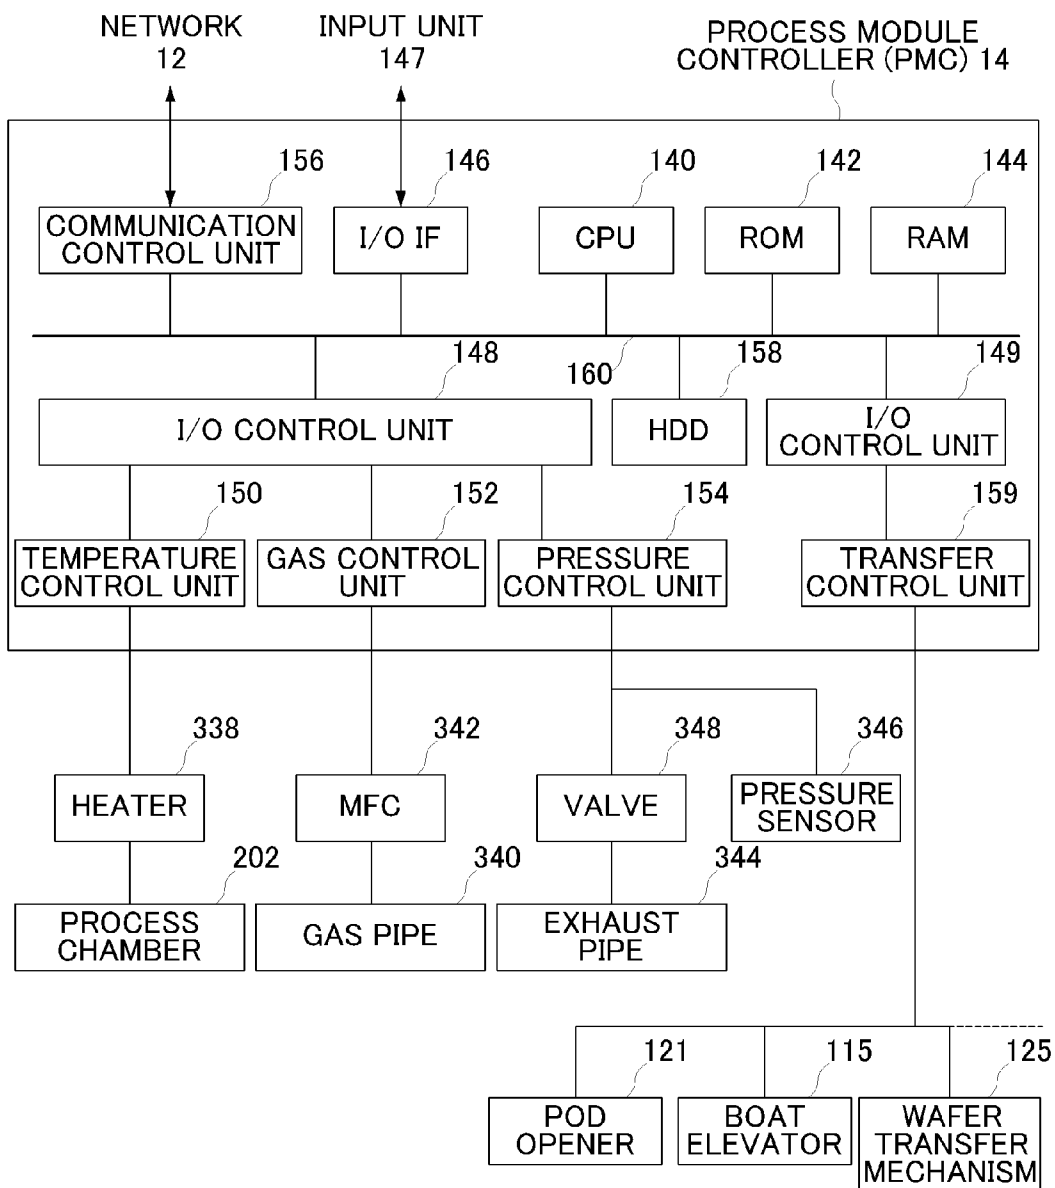 NETWORK
12
INPUT UNIT
147
PROCESS MODULE
CONTROLLER (PMC) 14
156
146
140
142
144
COMMUNICATION
CONTROL UNIT
I/O IF
CPU
ROM
RAM
148
160
158
149
I/O CONTROL UNIT
HDD
I/O
CONTROL UNIT
150
152
154
159
TEMPERATURE
CONTROL UNIT
GAS CONTROL
UNIT
PRESSURE
CONTROL UNIT
TRANSFER
CONTROL UNIT
338
342
348
346
HEATER
MFC
VALVE
PRESSURE
SENSOR
202
340
344
PROCESS
CHAMBER
GAS PIPE
EXHAUST
PIPE
121
115
125
POD
OPENER
BOAT
ELEVATOR
WAFER
TRANSFER
MECHANISM